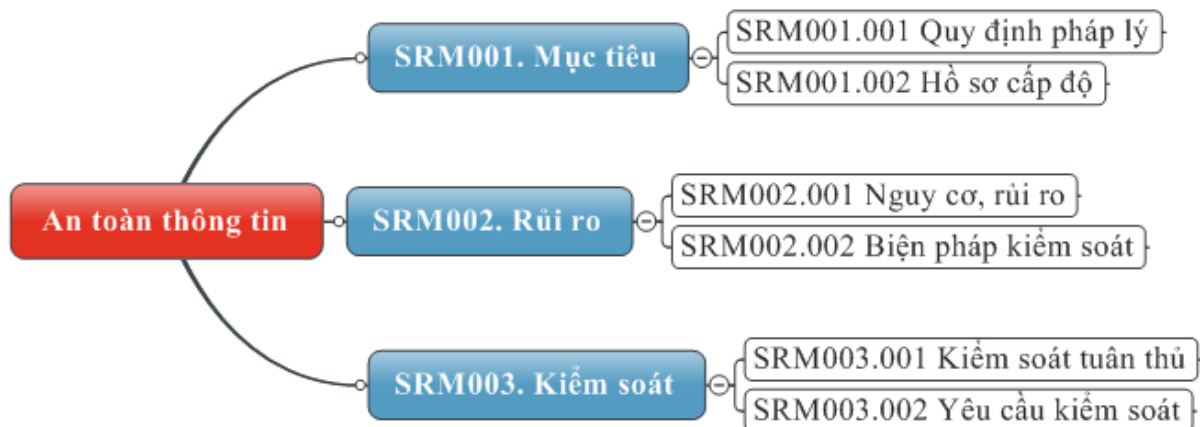 SRM001. Mục tiêu
SRM001.001 Quy định pháp lý
SRM001.002 Hồ sơ cấp độ
An toàn thông tin
SRM002. Rủi ro
SRM002.001 Nguy cơ, rủi ro
SRM002.002 Biện pháp kiểm soát
SRM003. Kiểm soát
SRM003.001 Kiểm soát tuân thủ
SRM003.002 Yêu cầu kiểm soát